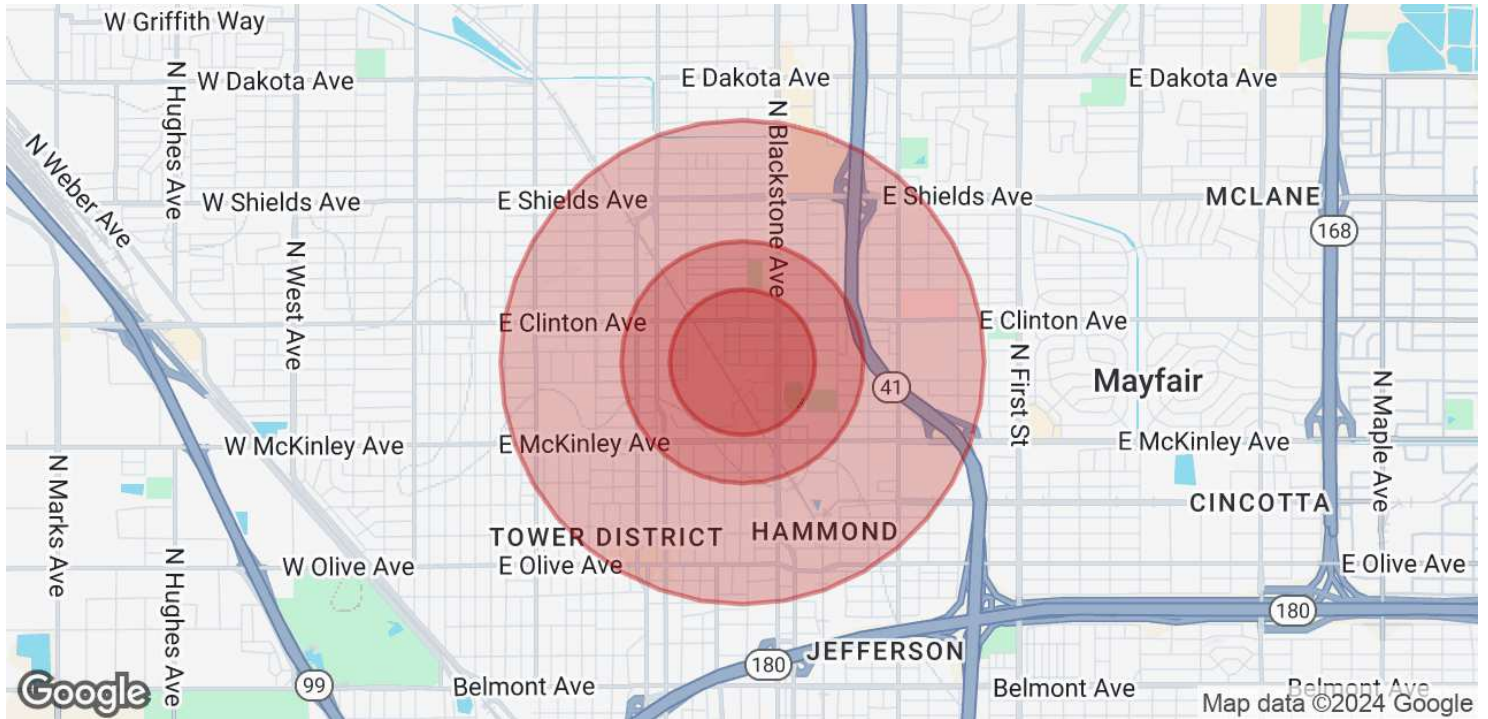 W Griffith Way
N Hughes Ave
W Dakota Ave
E Dakota Ave
E Dakota Ave
N Blackstone Ave
N Weber Ave
W Shields Ave
E Shields Ave
E Shields Ave
MCLANE
168
N West Ave
E Clinton Ave
E Clinton Ave
N First St
Mayfair
41
N Maple Ave
W McKinley Ave
E McKinley Ave
E McKinley Ave
N Marks Ave
CINCOTTA
TOWER DISTRICT
HAMMOND
N Hughes Ave
W Olive Ave
E Olive Ave
E Olive Ave
180
JEFFERSON
180
99
Belmont Ave
Belmont Ave
Belmont Ave
Google
Map data ©2024 Google